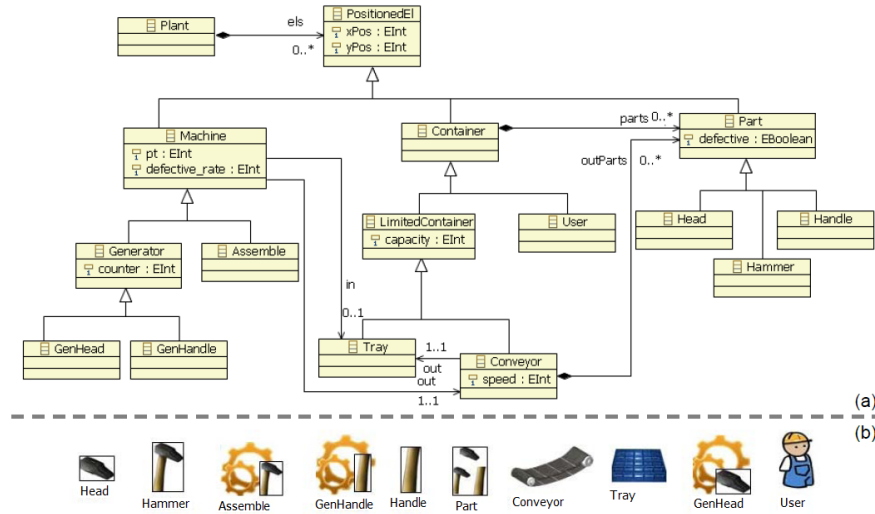 Plant
els
0..*
PositionedEl
xPos : EInt
yPos : EInt
Machine
pt : EInt
defective_rate : EInt
Container
parts 0..*
outParts 0..*
Part
defective : EBoolean
Generator
counter : EInt
Assemble
LimitedContainer
capacity : EInt
User
Head
Handle
Hammer
in
0..1
GenHead
GenHandle
Tray
1..1
out
out
1..1
Conveyor
speed : EInt
(a)
(b)
Head
Hammer
Assemble
GenHandle
Handle
Part
Conveyor
Tray
GenHead
User